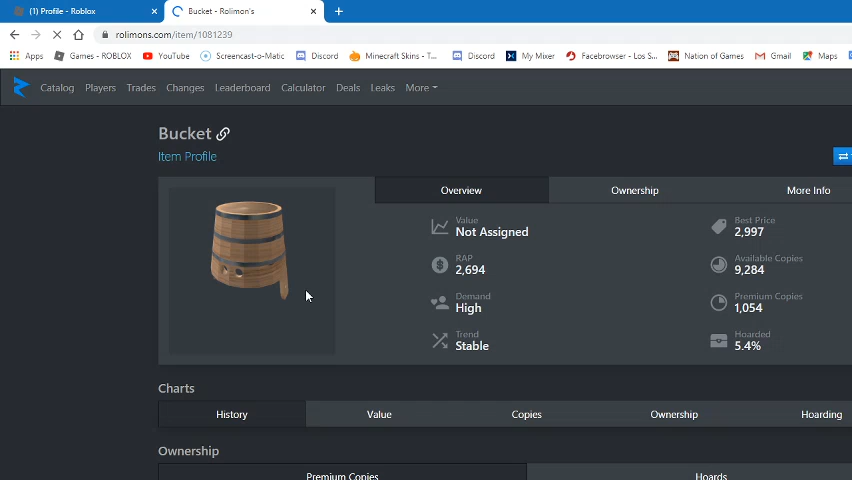 (1) Profile - Roblox
Bucket - Rolimon's
rolimons.com/item/1081239
Apps Games - ROBLOX YouTube Screencast-o-Matic Discord Minecraft Skins - T... Discord My Mixer Facebrowser - Los S... Nation of Games Gmail Maps
Catalog Players Trades Changes Leaderboard Calculator Deals Leaks More
Bucket
Item Profile
Overview Ownership More Info
Value
Not Assigned
Best Price
2,997
RAP
2,694
Available Copies
9,284
Demand
High
Premium Copies
1,054
Trend
Stable
Hoarded
5.4%
Charts
History Value Copies Ownership Hoarding
Ownership
Premium Copies Hoards